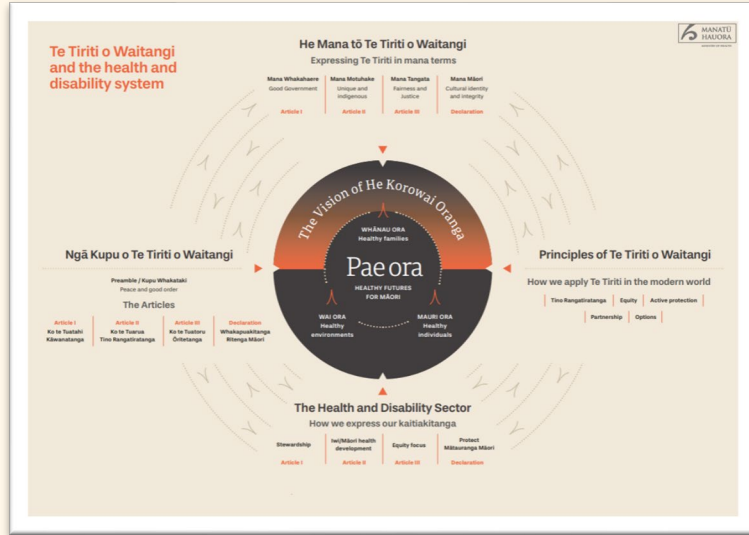 Te Tiriti o Waitangi
and the health and
disability system
He Mana tō Te Tiriti o Waitangi
Expressing Te Tiriti in mana terms
Mana Whakahaere
Good Government
Article I
Mana Motuhake
Unique and
indigenous
Article II
Mana Tangata
Fairness and
Justice
Article III
Mana Māori
Cultural identity
and integrity
Declaration
MANATŪ
HAUORA
The Vision of He Korowai Oranga
WHĀNAU ORA
Healthy families
Pae ora
HEALTHY FUTURES
FOR MĀORI
WAI ORA
Healthy
environments
MAURI ORA
Healthy
individuals
Ngā Kupu o Te Tiriti o Waitangi
Preamble / Kupu Whakataki
Peace and good order
The Articles
Article I
Ko te Tuatahi
Kāwanatanga
Article II
Ko te Tuarua
Tino Rangatiratanga
Article III
Ko te Tuatoru
Ōritetanga
Declaration
Whakapuakitanga
Ritenga Māori
Principles of Te Tiriti o Waitangi
How we apply Te Tiriti in the modern world
Tino Rangatiratanga | Equity | Active protection
Partnership | Options
The Health and Disability Sector
How we express our kaitiakitanga
Stewardship
Article I
Iwi/Māori health
development
Article II
Equity focus
Article III
Protect
Mātauranga Māori
Declaration